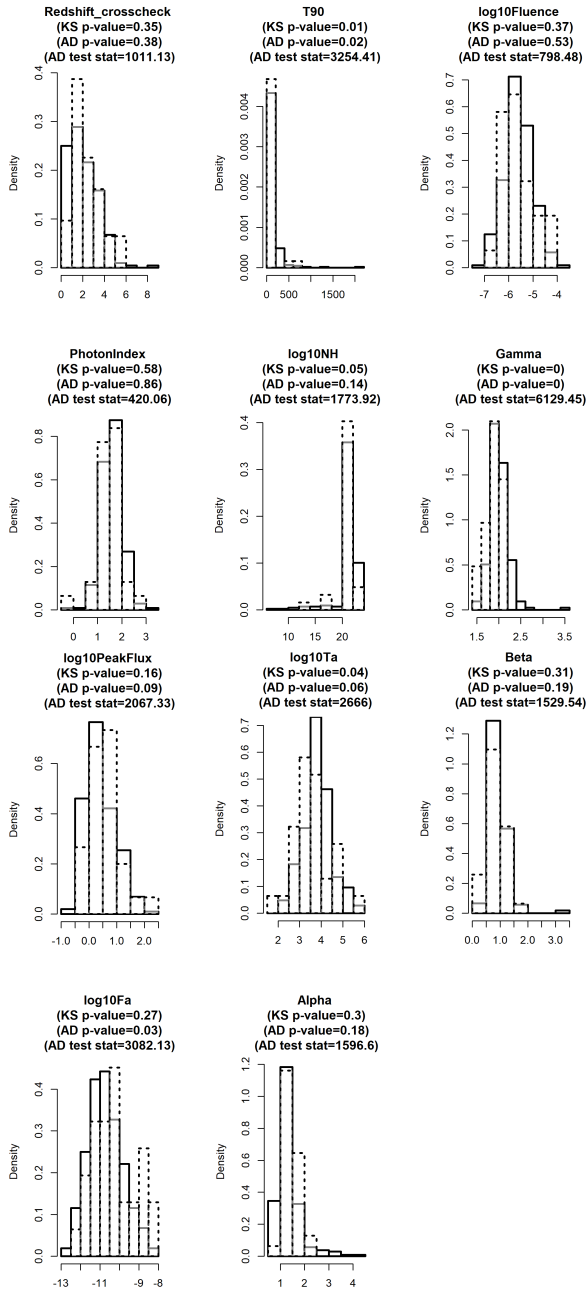 Redshift_crosscheck
(KS p-value=0.35)
(AD p-value=0.38)
(AD test stat=1011.13)
Density
0.0 0.1 0.2 0.3 0.4
0 2 4 6 8
T90
(KS p-value=0.01)
(AD p-value=0.02)
(AD test stat=3254.41)
Density
0.000 0.001 0.002 0.003 0.004
0 500 1500
log10Fluence
(KS p-value=0.37)
(AD p-value=0.53)
(AD test stat=798.48)
Density
0.0 0.1 0.2 0.3 0.4 0.5 0.6 0.7
-7 -6 -5 -4
PhotonIndex
(KS p-value=0.58)
(AD p-value=0.86)
(AD test stat=420.06)
Density
0.0 0.2 0.4 0.6 0.8
0 1 2 3
log10NH
(KS p-value=0.05)
(AD p-value=0.14)
(AD test stat=1773.92)
Density
0.0 0.1 0.2 0.3 0.4
10 15 20
Gamma
(KS p-value=0)
(AD p-value=0)
(AD test stat=6129.45)
Density
0.0 0.5 1.0 1.5 2.0
1.5 2.5 3.5
log10PeakFlux
(KS p-value=0.16)
(AD p-value=0.09)
(AD test stat=2067.33)
Density
0.0 0.2 0.4 0.6
-1.0 0.0 1.0 2.0
log10Ta
(KS p-value=0.04)
(AD p-value=0.06)
(AD test stat=2666)
Density
0.0 0.1 0.2 0.3 0.4 0.5 0.6 0.7
2 3 4 5 6
Beta
(KS p-value=0.31)
(AD p-value=0.19)
(AD test stat=1529.54)
Density
0.0 0.2 0.4 0.6 0.8 1.0 1.2
0.0 1.0 2.0 3.0
log10Fa
(KS p-value=0.27)
(AD p-value=0.03)
(AD test stat=3082.13)
Density
0.0 0.1 0.2 0.3 0.4
-13 -11 -9 -8
Alpha
(KS p-value=0.3)
(AD p-value=0.18)
(AD test stat=1596.6)
Density
0.0 0.2 0.4 0.6 0.8 1.0 1.2
1 2 3 4